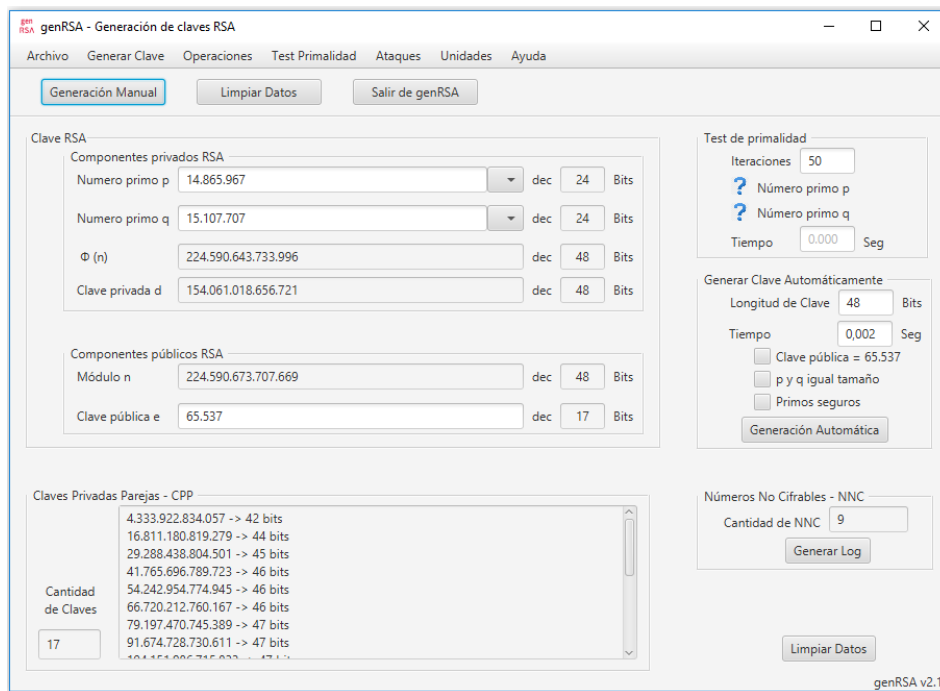 gen
RSA
genRSA - Generación de claves RSA
Archivo Generar Clave Operaciones Test Primalidad Ataques Unidades Ayuda
Generación Manual Limpiar Datos Salir de genRSA
Clave RSA
Componentes privados RSA
Numero primo p 14.865.967 dec 24 Bits
Numero primo q 15.107.707 dec 24 Bits
Φ (n) 224.590.643.733.996 dec 48 Bits
Clave privada d 154.061.018.656.721 dec 48 Bits
Componentes públicos RSA
Módulo n 224.590.673.707.669 dec 48 Bits
Clave pública e 65.537 dec 17 Bits
Test de primalidad
Iteraciones 50
? Número primo p
? Número primo q
Tiempo 0.000 Seg
Generar Clave Automáticamente
Longitud de Clave 48 Bits
Tiempo 0,002 Seg
Clave pública = 65.537
p y q igual tamaño
Primos seguros
Generación Automática
Claves Privadas Parejas - CPP
Cantidad
de Claves
17
4.333.922.834.057 -> 42 bits
16.811.180.819.279 -> 44 bits
29.288.438.804.501 -> 45 bits
41.765.696.789.723 -> 46 bits
54.242.954.774.945 -> 46 bits
66.720.212.760.167 -> 46 bits
79.197.470.745.389 -> 47 bits
91.674.728.730.611 -> 47 bits
Números No Cifrables - NNC
Cantidad de NNC 9
Generar Log
Limpiar Datos
genRSA v2.1